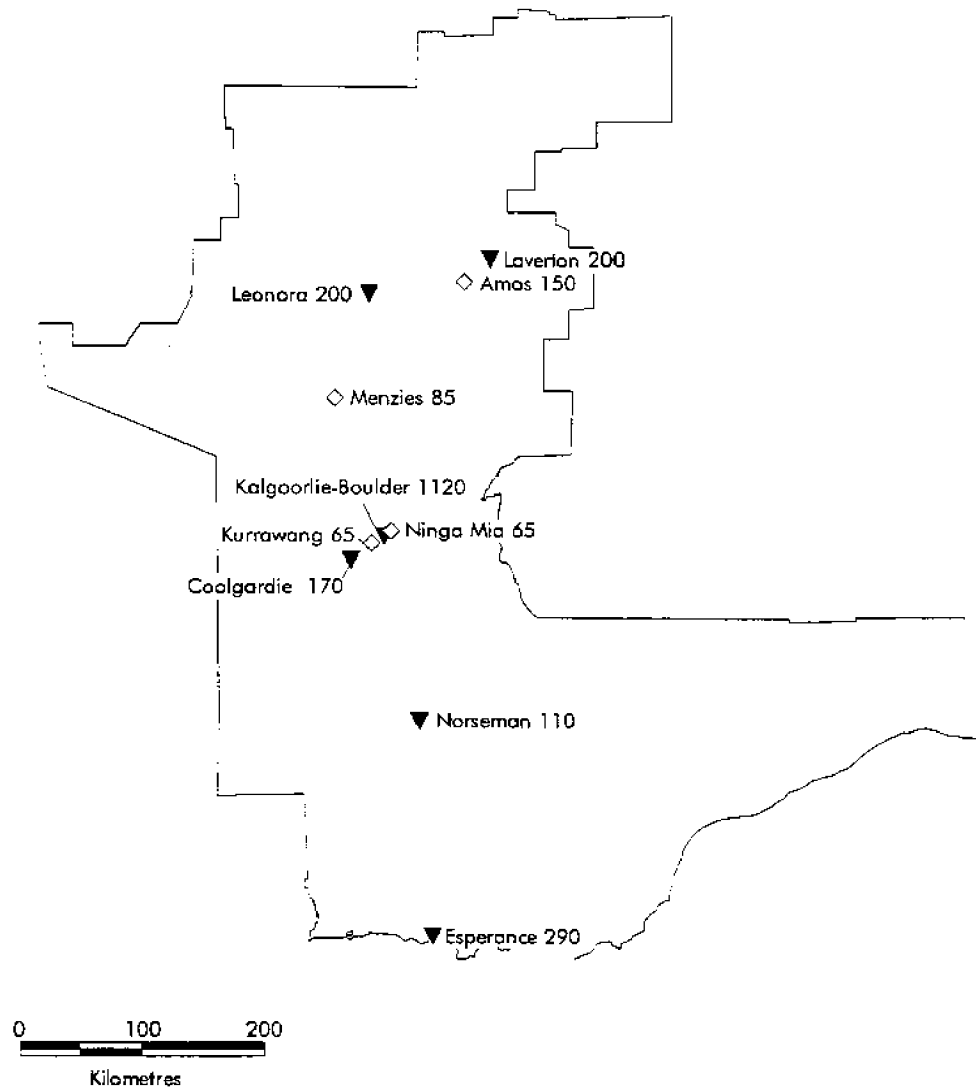 Laverton 200
Amos 150
Leonora 200
Menzies 85
Kalgoorlie-Boulder 1120
Kurrawang 65
Ninga Mia 65
Coolgardie 170
Norseman 110
Esperance 290
0 100 200
Kilometres